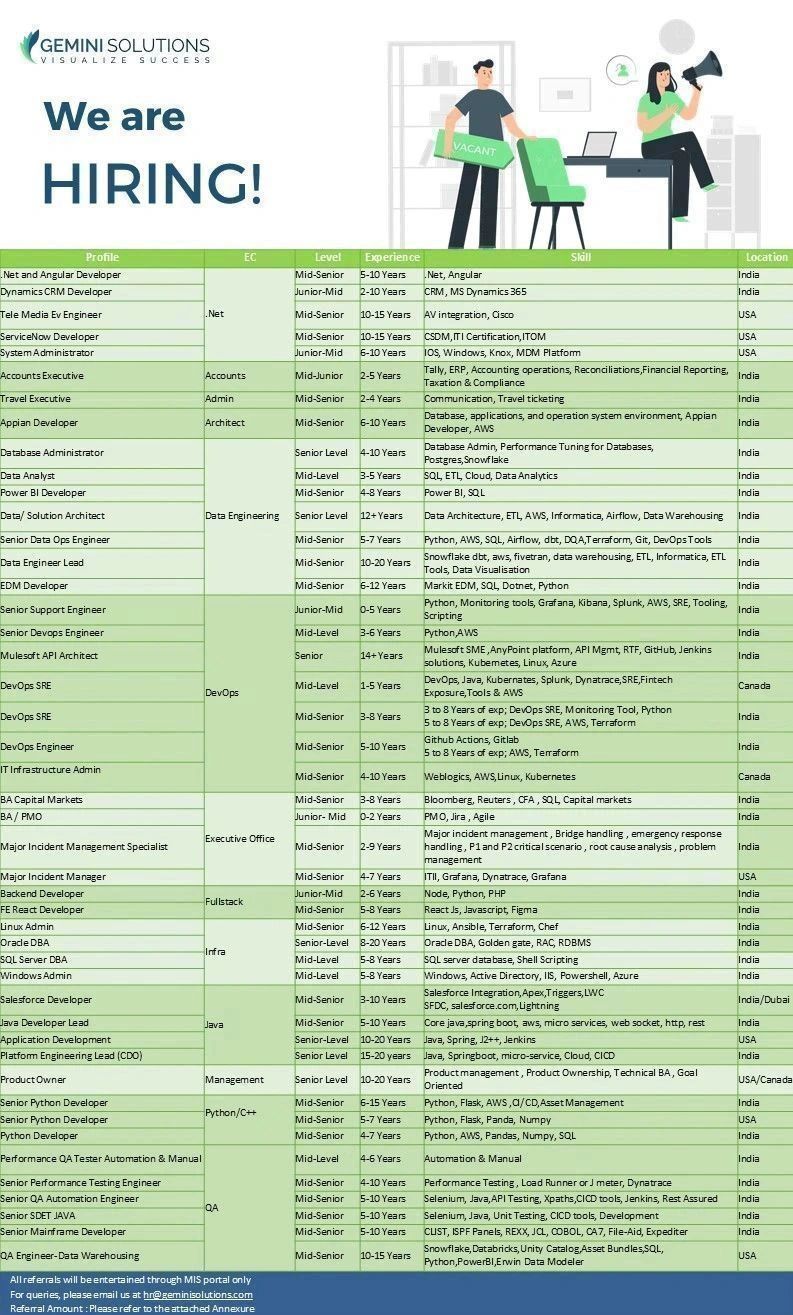 GEMINI SOLUTIONS
VISUALIZE SUCCESS
We are
HIRING!
VACANT
Profile EC Level Experience Skill Location
.Net and Angular Developer .Net Mid-Senior 5-10 Years .Net, Angular India
Dynamics CRM Developer Junior-Mid 2-10 Years CRM, MS Dynamics 365 India
Tele Media Ev Engineer Mid-Senior 10-15 Years AV integration, Cisco USA
ServiceNow Developer Mid-Senior 10-15 Years CSDM,ITI Certification,ITOM USA
System Administrator Junior-Mid 6-10 Years IOS, Windows, Knox, MDM Platform USA
Accounts Executive Accounts Mid-Junior 2-5 Years Tally, ERP, Accounting operations, Reconciliations,Financial Reporting, India
Taxation & Compliance
Travel Executive Admin Mid-Senior 2-4 Years Communication, Travel ticketing India
Appian Developer Architect Mid-Senior 6-10 Years Database, applications, and operation system environment, Appian India
Developer, AWS
Database Administrator Data Engineering Senior Level 4-10 Years Database Admin, Performance Tuning for Databases, India
Postgres,Snowflake
Data Analyst Mid-Level 3-5 Years SQL, ETL, Cloud, Data Analytics India
Power BI Developer Mid-Senior 4-8 Years Power BI, SQL India
Data/ Solution Architect Senior Level 12+ Years Data Architecture, ETL, AWS, Informatica, Airflow, Data Warehousing India
Senior Data Ops Engineer Mid-Senior 5-7 Years Python, AWS, SQL, Airflow, dbt, DQA,Terraform, Git, DevOps Tools India
Data Engineer Lead Mid-Senior 10-20 Years Snowflake dbt, aws, fivetran, data warehousing, ETL, Informatica, ETL India
Tools, Data Visualisation
EDM Developer Mid-Senior 6-12 Years Markit EDM, SQL, Dotnet, Python India
Senior Support Engineer DevOps Junior-Mid 0-5 Years Python, Monitoring tools, Grafana, Kibana, Splunk, AWS, SRE, Tooling, India
Scripting
Senior Devops Engineer Mid-Level 3-6 Years Python,AWS India
Mulesoft API Architect Senior 14+ Years Mulesoft SME ,AnyPoint platform, API Mgmt, RTF, GitHub, Jenkins India
solutions, Kubernetes, Linux, Azure
DevOps SRE Mid-Level 1-5 Years DevOps, Java, Kubernates, Splunk, Dynatrace,SRE,Fintech Canada
Exposure,Tools & AWS
DevOps SRE Mid-Senior 3-8 Years 3 to 8 Years of exp; DevOps SRE, Monitoring Tool, Python India
5 to 8 Years of exp; DevOps SRE, AWS, Terraform
DevOps Engineer Mid-Senior 5-10 Years Github Actions, Gitlab India
5 to 8 Years of exp; AWS, Terraform
IT Infrastructure Admin Mid-Senior 4-10 Years Weblogics, AWS,Linux, Kubernetes Canada
BA Capital Markets Executive Office Mid-Senior 3-8 Years Bloomberg, Reuters , CFA , SQL, Capital markets India
BA / PMO Junior- Mid 0-2 Years PMO, Jira , Agile India
Major Incident Management Specialist Mid-Senior 2-9 Years Major incident management , Bridge handling , emergency response India
handling , P1 and P2 critical scenario , root cause analysis , problem
management
Major Incident Manager Mid-Senior 4-7 Years ITIl, Grafana, Dynatrace, Grafana USA
Backend Developer Fullstack Junior-Mid 2-6 Years Node, Python, PHP India
FE React Developer Mid-Senior 5-8 Years React Js, Javascript, Figma India
Linux Admin Infra Mid-Senior 6-12 Years Linux, Ansible, Terraform, Chef India
Oracle DBA Senior-Level 8-20 Years Oracle DBA, Golden gate, RAC, RDBMS India
SQL Server DBA Mid-Level 5-8 Years SQL server database, Shell Scripting India
Windows Admin Mid-Level 5-8 Years Windows, Active Directory, IIS, Powershell, Azure India
Salesforce Developer Java Mid-Senior 3-10 Years Salesforce Integration,Apex,Triggers,LWC India/Dubai
SFDC, salesforce.com,Lightning
Java Developer Lead Mid-Senior 5-10 Years Core java,spring boot, aws, micro services, web socket, http, rest India
Application Development Senior-Level 10-20 Years Java, Spring, J2++, Jenkins USA
Platform Engineering Lead (CDO) Senior Level 15-20 years Java, Springboot, micro-service, Cloud, CICD India
Product Owner Management Senior Level 10-20 Years Product management , Product Ownership, Technical BA , Goal USA/Canada
Oriented
Senior Python Developer Python/C++ Mid-Senior 6-15 Years Python, Flask, AWS ,CI/CD,Asset Management India
Senior Python Developer Mid-Senior 5-7 Years Python, Flask, Panda, Numpy USA
Python Developer Mid-Senior 4-7 Years Python, AWS, Pandas, Numpy, SQL India
Performance QA Tester Automation & Manual QA Mid-Level 4-6 Years Automation & Manual India
Senior Performance Testing Engineer Mid-Senior 4-10 Years Performance Testing , Load Runner or J meter, Dynatrace India
Senior QA Automation Engineer Mid-Senior 5-10 Years Selenium, Java,API Testing, Xpaths,CICD tools, Jenkins, Rest Assured India
Senior SDET JAVA Mid-Senior 5-10 Years Selenium, Java, Unit Testing, CICD tools, Development India
Senior Mainframe Developer Mid-Senior 5-10 Years CLIST, ISPF Panels, REXX, JCL, COBOL, CA7, File-Aid, Expediter India
QA Engineer-Data Warehousing Mid-Senior 10-15 Years Snowflake,Databricks,Unity Catalog,Asset Bundles,SQL, USA
Python,PowerBI,Erwin Data Modeler
All referrals will be entertained through MIS portal only
For queries, please email us at hr@geminisolutions.com
Referral Amount : Please refer to the attached Annexure